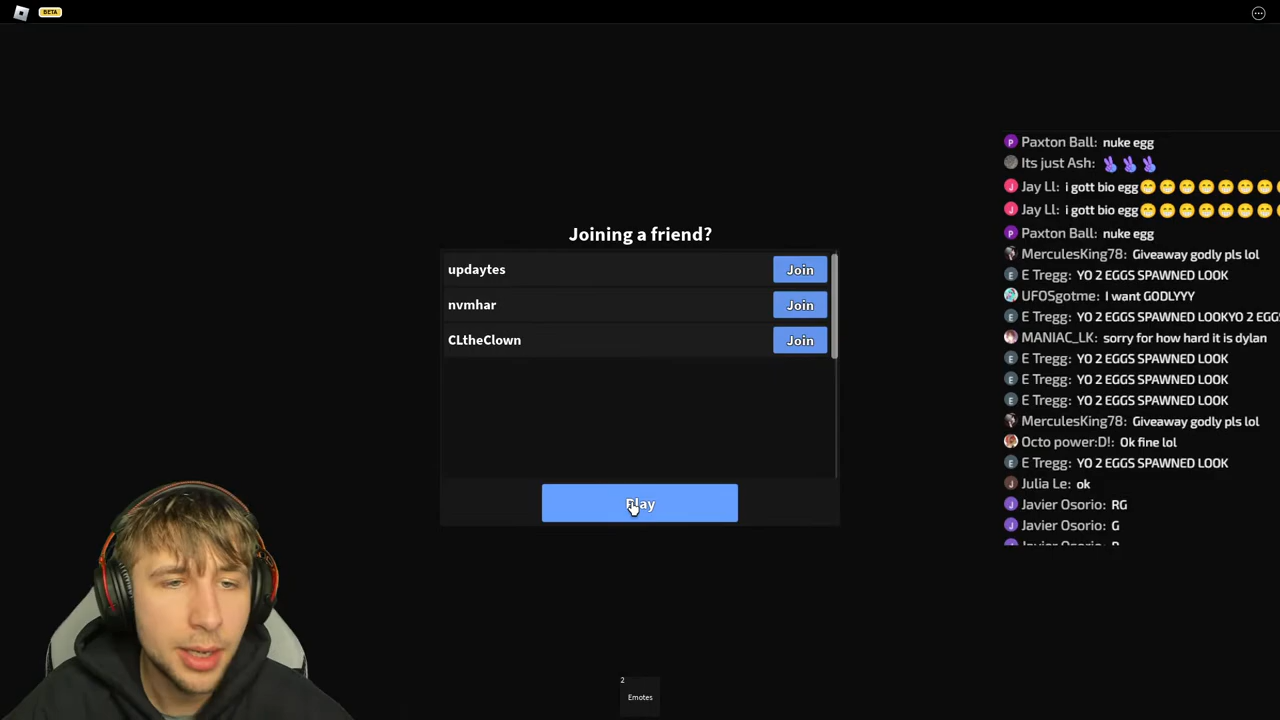 BETA
Joining a friend?
updaytes Join
nvmhar Join
CLtheClown Join
Play
2
Emotes
P Paxton Ball: nuke egg
Its just Ash:
J Jay Ll: i gott bio egg😁😁😁😁😁😁😁
J Jay Ll: i gott bio egg😁😁😁😁😁😁😁
P Paxton Ball: nuke egg
MerculesKing78: Giveaway godly pls lol
E E Tregg: YO 2 EGGS SPAWNED LOOK
UFOSgotme: I want GODLYYY
E E Tregg: YO 2 EGGS SPAWNED LOOKYO 2 EGG
MANIAC_LK: sorry for how hard it is dylan
E E Tregg: YO 2 EGGS SPAWNED LOOK
E E Tregg: YO 2 EGGS SPAWNED LOOK
E E Tregg: YO 2 EGGS SPAWNED LOOK
MerculesKing78: Giveaway godly pls lol
Octo power:D!: Ok fine lol
E E Tregg: YO 2 EGGS SPAWNED LOOK
J Julia Le: ok
J Javier Osorio: RG
J Javier Osorio: G
Javier Osorio: